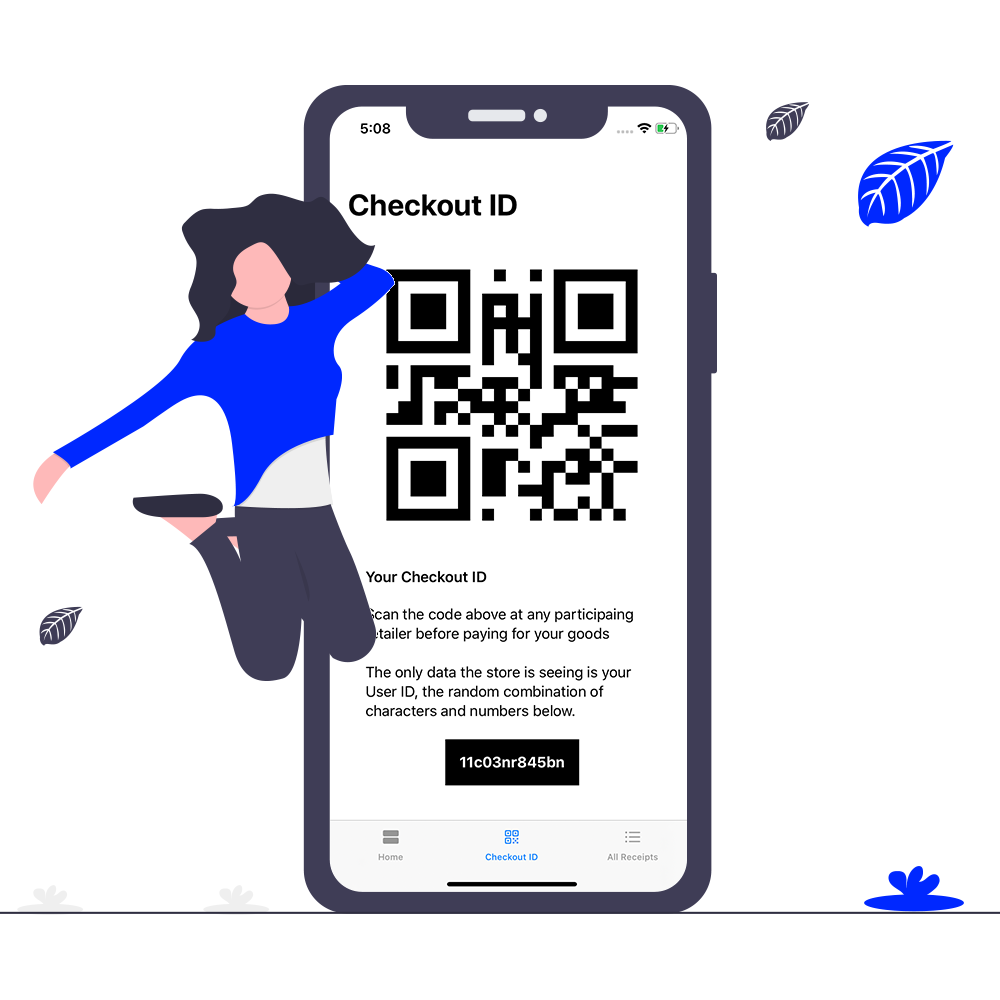 5:08
Checkout ID
Your Checkout ID
Scan the code above at any participaing
retailer before paying for your goods
The only data the store is seeing is your
User ID, the random combination of
characters and numbers below.
11c03nr845bn
Home
Checkout ID
All Receipts